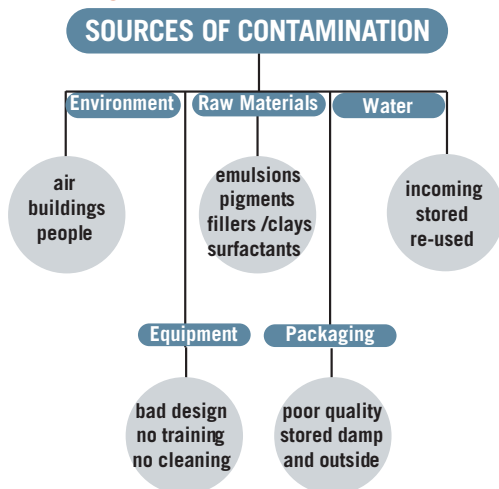 SOURCES OF CONTAMINATION
Environment
Raw Materials
Water
air
buildings
people
emulsions
pigments
fillers /clays
surfactants
incoming
stored
re-used
Equipment
Packaging
bad design
no training
no cleaning
poor quality
stored damp
and outside